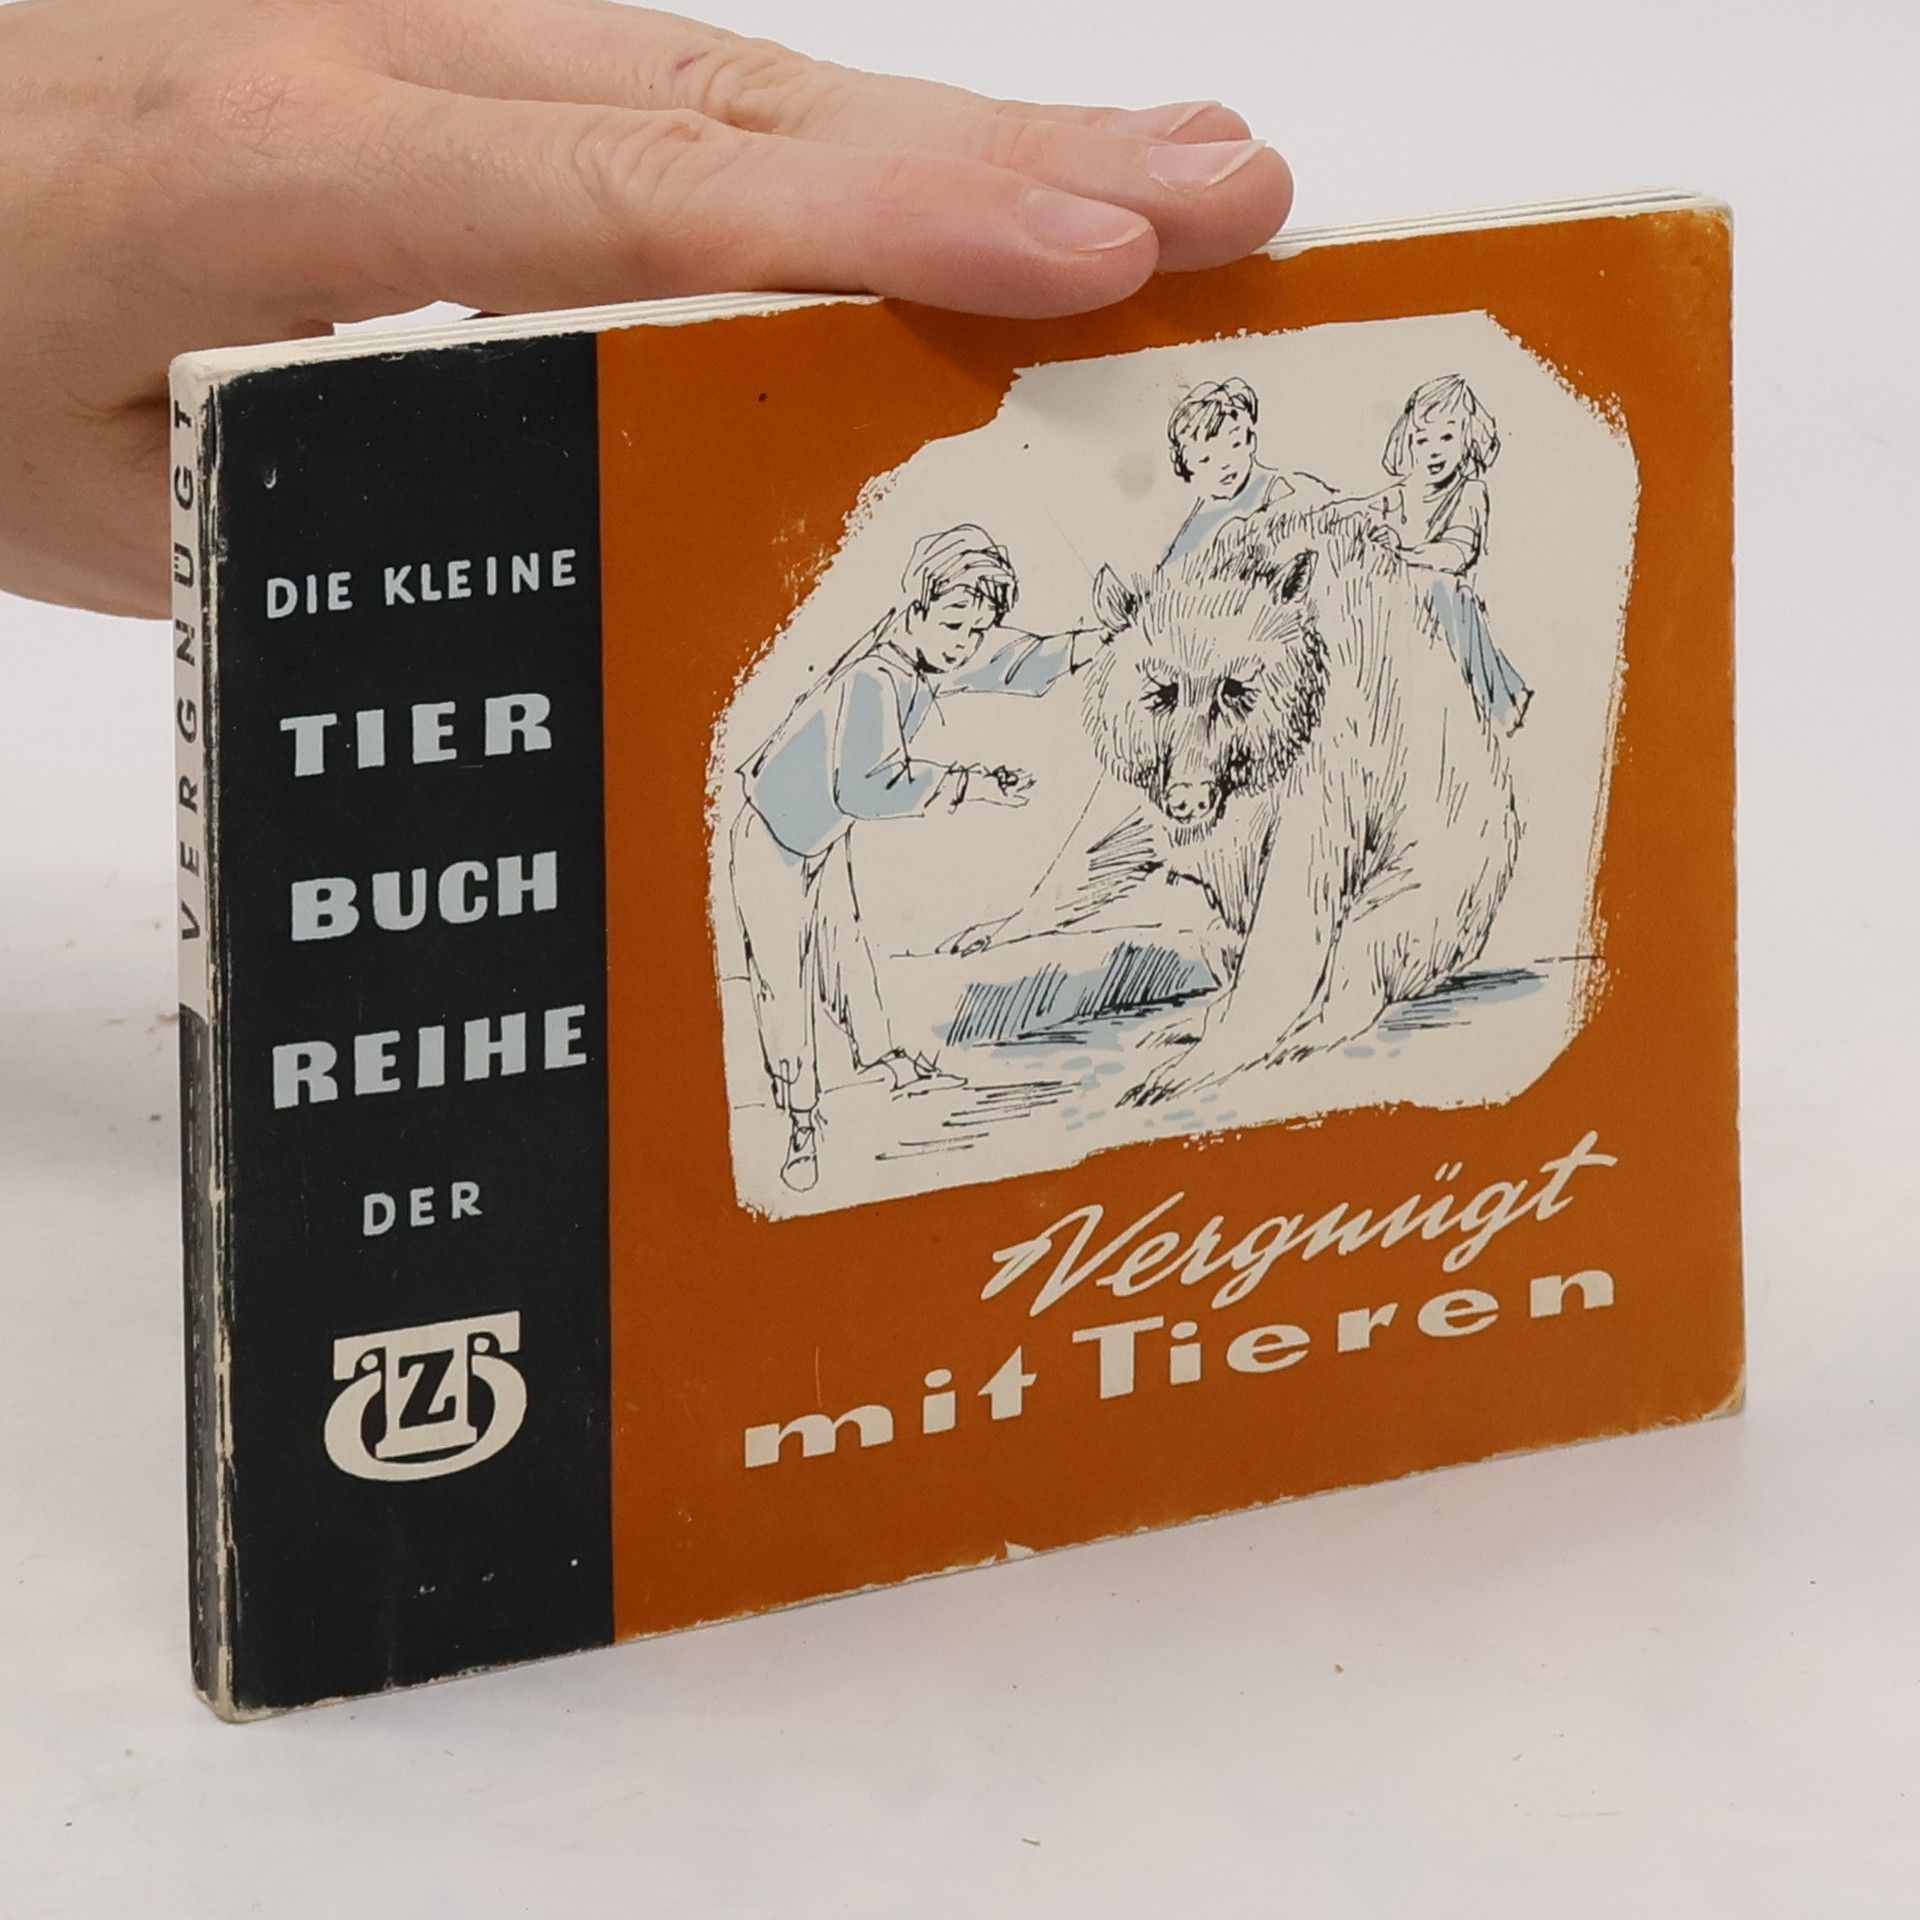 VERGNÜGT
DIE KLEINE
TIER
BUCH
REIHE
DER
Vergnügt
mit Tieren